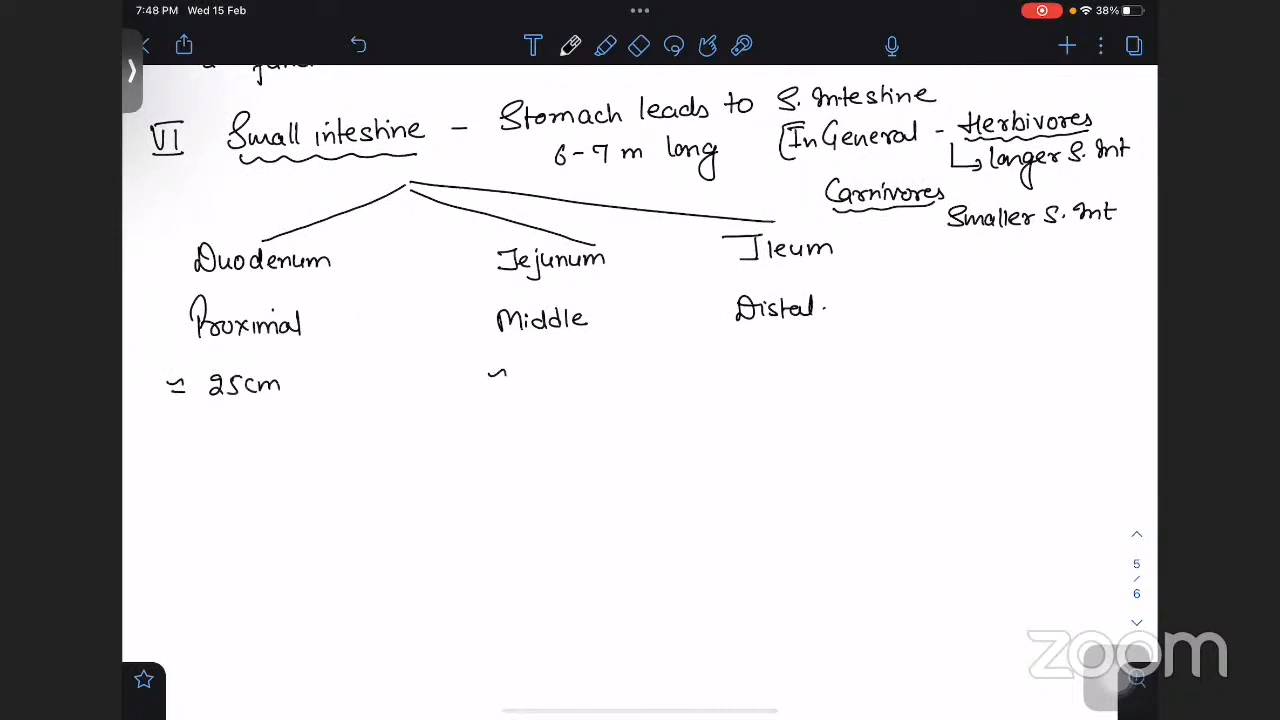 7:48 PM Wed 15 Feb
38%
VI Small intestine - Stomach leads to S. Intestine
6-7 m long
[In General - Herbivores
↳ longer S. Int
Carnivores
Smaller S. Int
Duodenum Jejunum Ileum
Proximal Middle Distal.
≃ 25cm ~
5
/
6
zoom